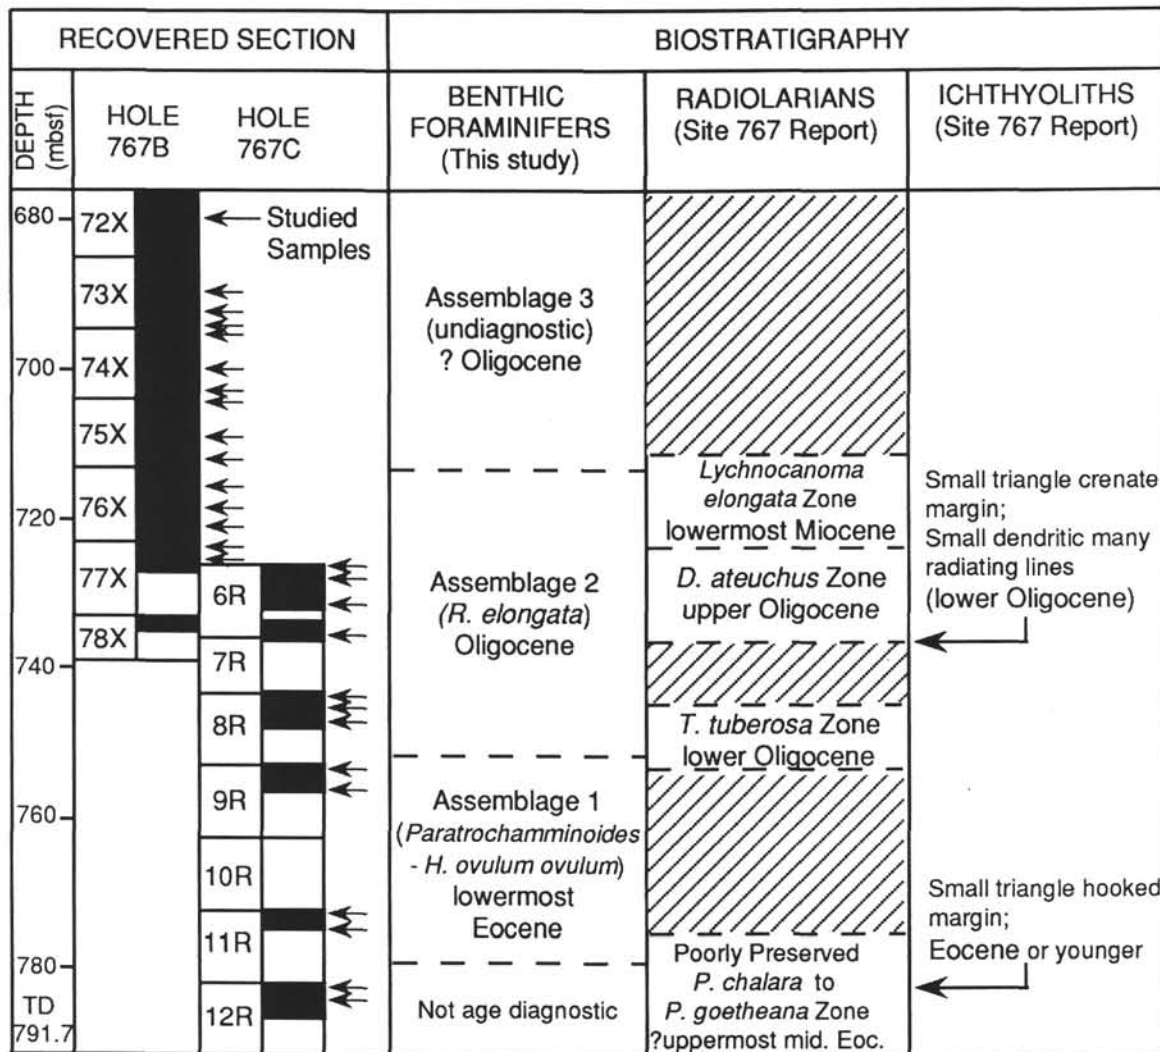 RECOVERED SECTION
BIOSTRATIGRAPHY
DEPTH
(mbsf)
HOLE
767B
HOLE
767C
BENTHIC
FORAMINIFERS
(This study)
RADIOLARIANS
(Site 767 Report)
ICHTHYOLITHS
(Site 767 Report)
680
700
720
740
760
780
TD
791.7
72X
73X
74X
75X
76X
77X
78X
6R
7R
8R
9R
10R
11R
12R
Studied
Samples
Assemblage 3
(undiagnostic)
? Oligocene
Assemblage 2
(R. elongata)
Oligocene
Assemblage 1
(Paratrochamminoides
- H. ovulum ovulum)
lowermost
Eocene
Not age diagnostic
Lychnocanoma
elongata Zone
lowermost Miocene
D. ateuchus Zone
upper Oligocene
T. tuberosa Zone
lower Oligocene
Poorly Preserved
P. chalara to
P. goetheana Zone
?uppermost mid. Eoc.
Small triangle crenate
margin;
Small dendritic many
radiating lines
(lower Oligocene)
Small triangle hooked
margin;
Eocene or younger